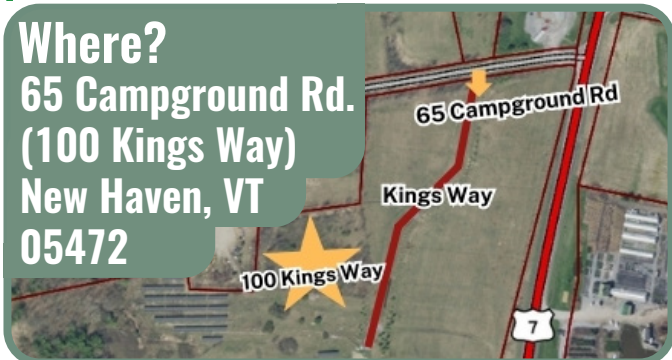 Where?
65 Campground Rd.
(100 Kings Way)
New Haven, VT
05472
65 Campground Rd
Kings Way
100 Kings Way
7